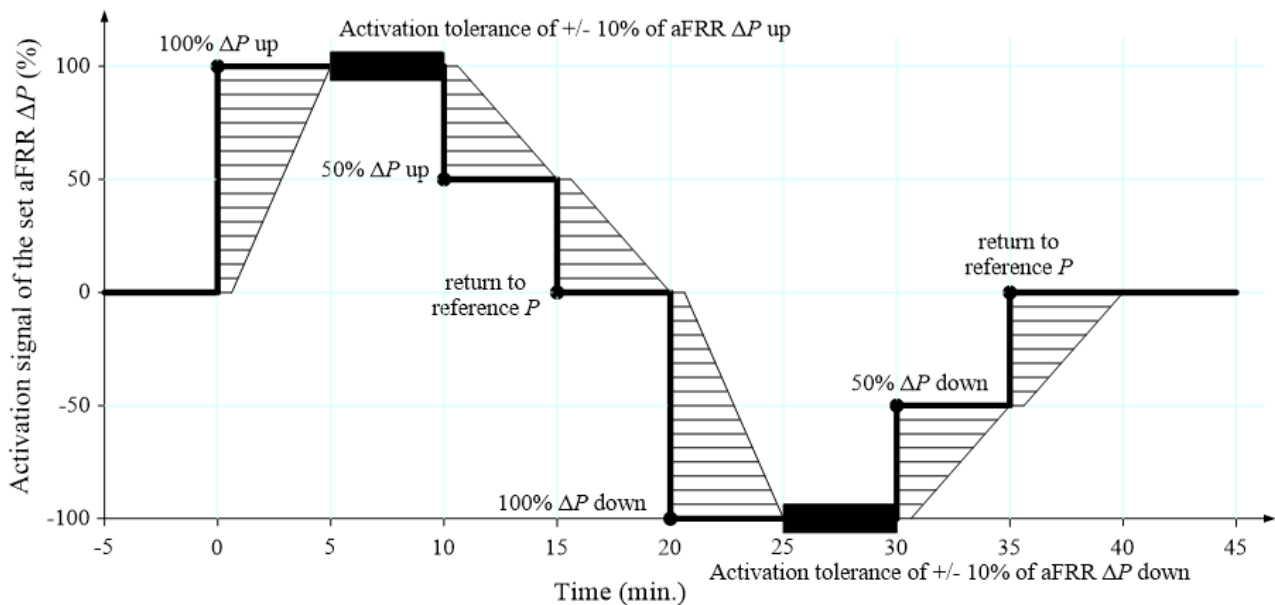 Activation tolerance of +/- 10% of aFRR ΔP up
100% ΔP up
Activation signal of the set aFRR ΔP (%)
100
50% ΔP up
50
return to
reference P
return to
reference P
0
50% ΔP down
-50
100% ΔP down
-100
-5 0 5 10 15 20 25 30 35 40 45
Activation tolerance of +/- 10% of aFRR ΔP down
Time (min.)